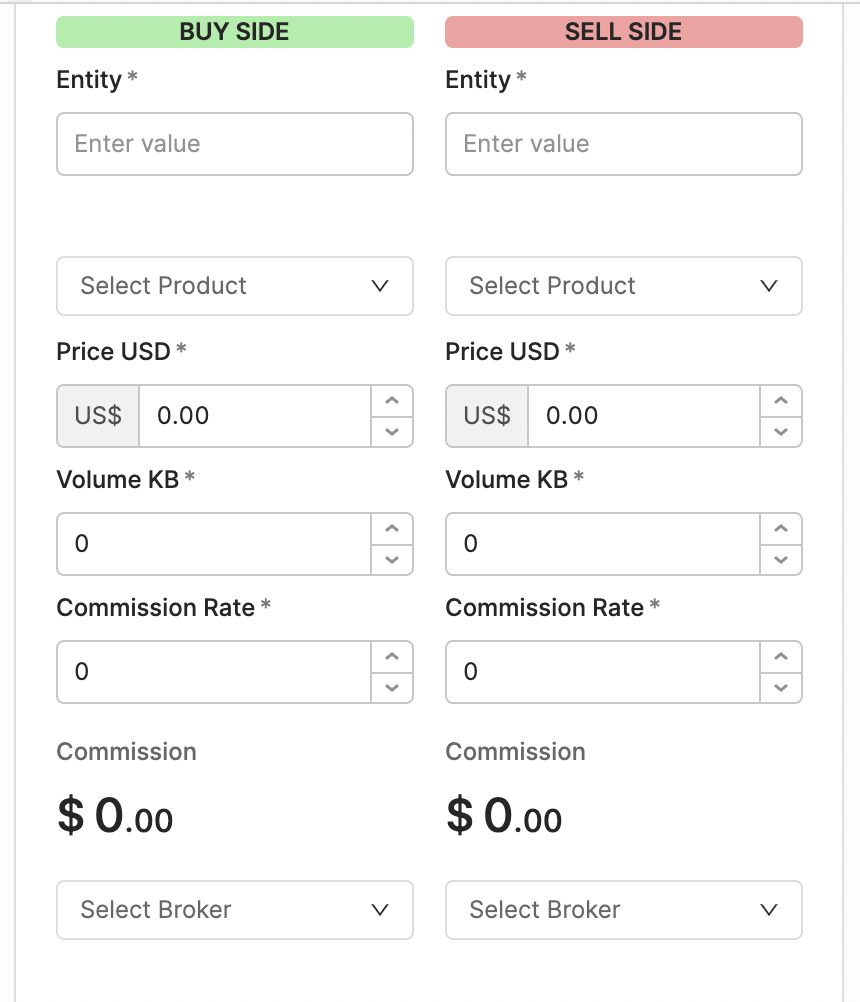 BUY SIDE SELL SIDE
Entity * Entity *
Enter value Enter value
Select Product Select Product
Price USD * Price USD *
US$ 0.00 US$ 0.00
Volume KB * Volume KB *
0 0
Commission Rate * Commission Rate *
0 0
Commission Commission
$ 0.00 $ 0.00
Select Broker Select Broker